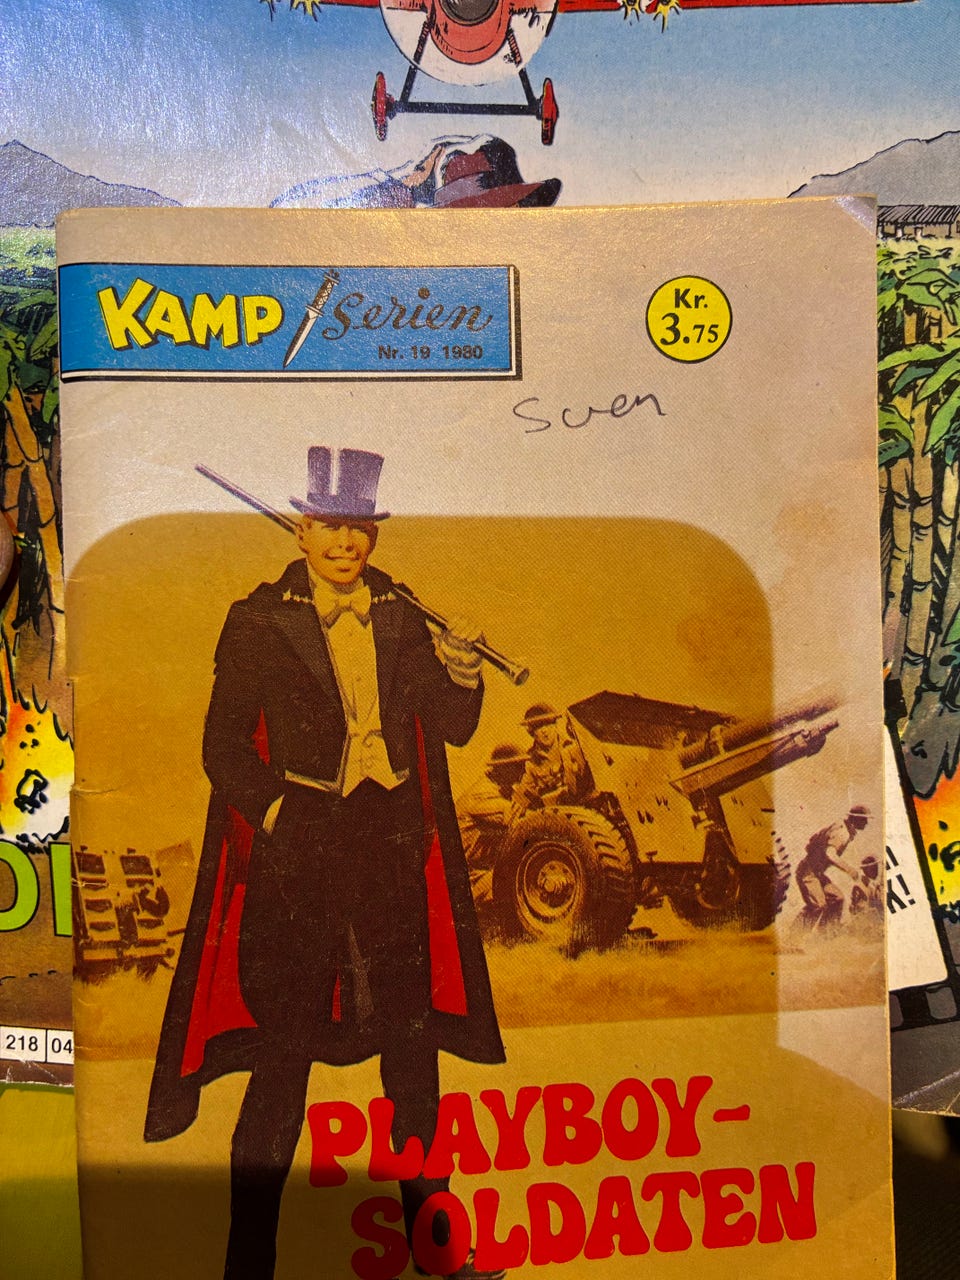 KAMP Serien
Nr. 19 1980
Kr.
3.75
Sven
K!
218 04
PLAYBOY-
SOLDATEN